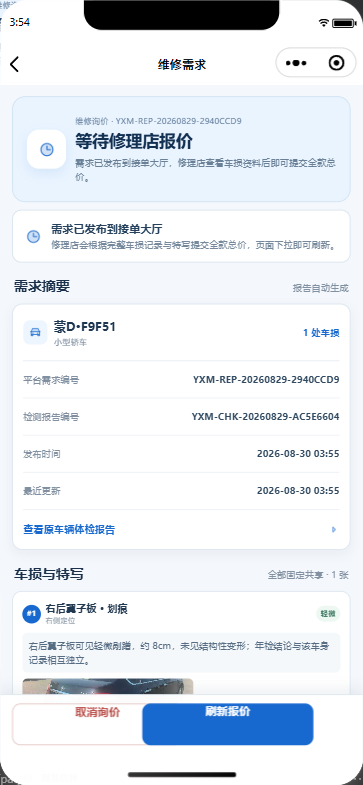 3:54
维修需求
维修询价 · YXM-REP-20260829-2940CCD9
等待修理店报价
需求已发布到接单大厅，修理店查看车损资料后即可提交全款总
价。
需求已发布到接单大厅
修理店会根据完整车损记录与特写提交全款总价，页面下拉即可刷新。
需求摘要
报告自动生成
蒙D·F9F51
小型轿车
1 处车损
平台需求编号
YXM-REP-20260829-2940CCD9
检测报告编号
YXM-CHK-20260829-AC5E6604
发布时间
2026-08-30 03:55
最近更新
2026-08-30 03:55
查看原车辆体检报告
车损与特写
全部固定共享 · 1 张
#1
右后翼子板 · 划痕
右侧定位
轻微
右后翼子板可见轻微剐蹭，约 8cm，未见结构性变形；年检结论与该车身
记录相互独立。
取消询价
刷新报价